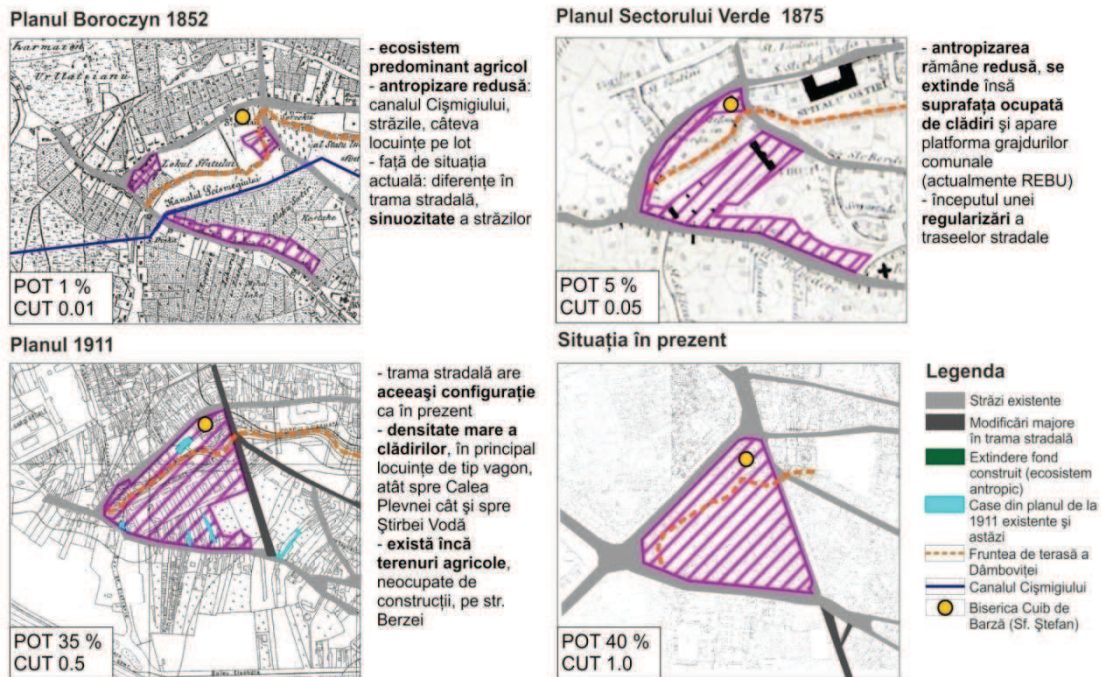 Planul Boroczyn 1852
Karmazen
Kanalul Csismegiului
POT 1 %
CUT 0.01
- ecosistem
predominant agricol
- antropizare redusă:
canalul Cişmigiului,
străzile, câteva
locuinţe pe lot
- faţă de situaţia
actuală: diferenţe în
trama stradală,
sinuozitate a străzilor
Planul Sectorului Verde 1875
POT 5 %
CUT 0.05
- antropizarea
rămâne redusă, se
extinde însă
suprafaţa ocupată
de clădiri şi apare
platforma grajdurilor
comunale
(actualmente REBU)
- începutul unei
regularizări a
traseelor stradale
Planul 1911
POT 35 %
CUT 0.5
- trama stradală are
aceeaşi configuraţie
ca în prezent
- densitate mare a
clădirilor, în principal
locuinţe de tip vagon,
atât spre Calea
Plevnei cât şi spre
Ştirbei Vodă
- există încă
terenuri agricole,
neocupate de
construcţii, pe str.
Berzei
Situaţia în prezent
POT 40 %
CUT 1.0
Legenda
Străzi existente
Modificări majore
în trama stradală
Extindere fond
construit (ecosistem
antropic)
Case din planul de la
1911 existente şi
astăzi
Fruntea de terasă a
Dâmboviţei
Canalul Cişmigiului
Biserica Cuib de
Barză (Sf. Ştefan)